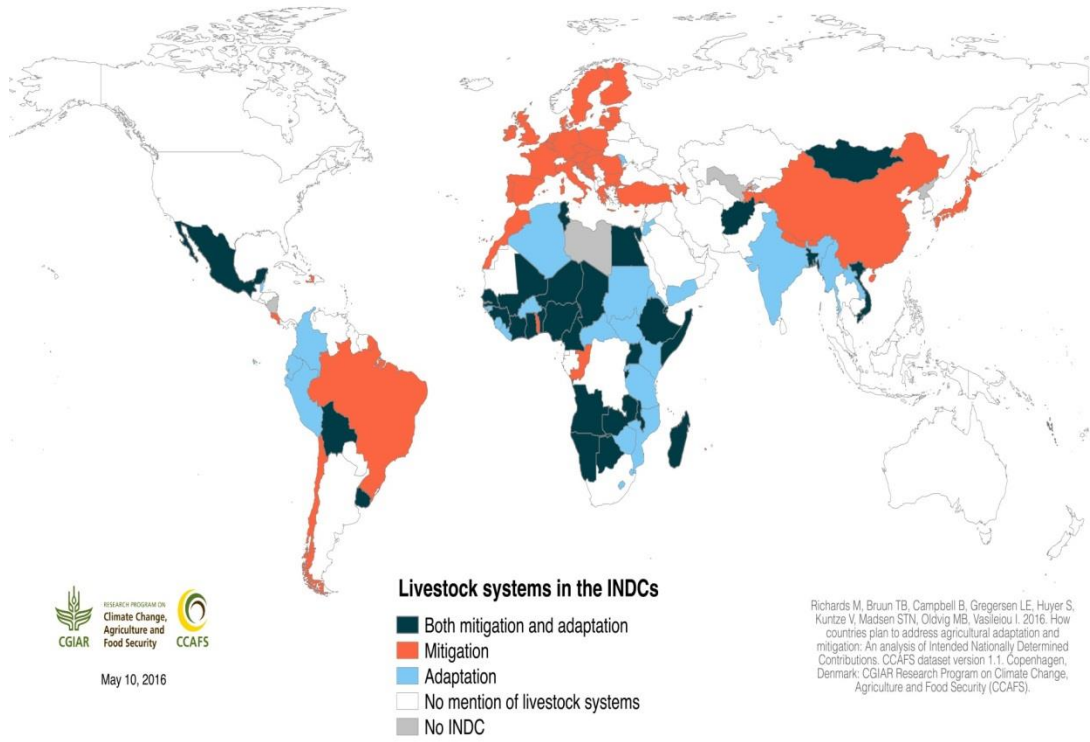 Livestock systems in the INDCs
Both mitigation and adaptation
Mitigation
Adaptation
No mention of livestock systems
No INDC
CGIAR
RESEARCH PROGRAM ON
Climate Change,
Agriculture and
Food Security
CCAFS
May 10, 2016
Richards M, Bruun TB, Campbell B, Gregersen LE, Huyer S,
Kuntze V, Madsen STN, Oldvig MB, Vasileiou I. 2016. How
countries plan to address agricultural adaptation and
mitigation: An analysis of Intended Nationally Determined
Contributions. CCAFS dataset version 1.1. Copenhagen,
Denmark: CGIAR Research Program on Climate Change,
Agriculture and Food Security (CCAFS).